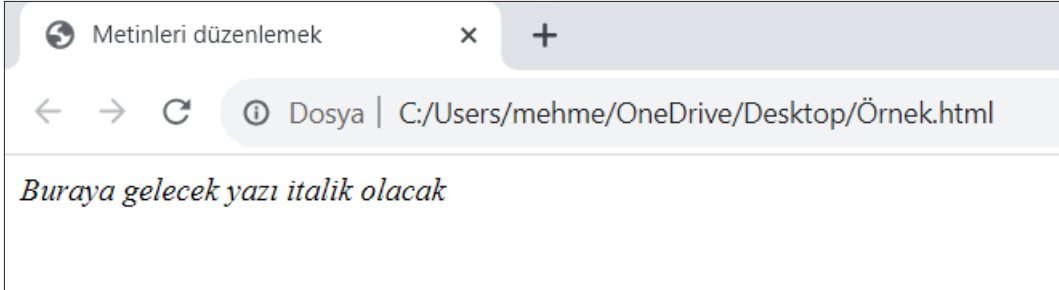 Metinleri düzenlemek
Dosya | C:/Users/mehme/OneDrive/Desktop/Örnek.html
Buraya gelecek yazı italik olacak